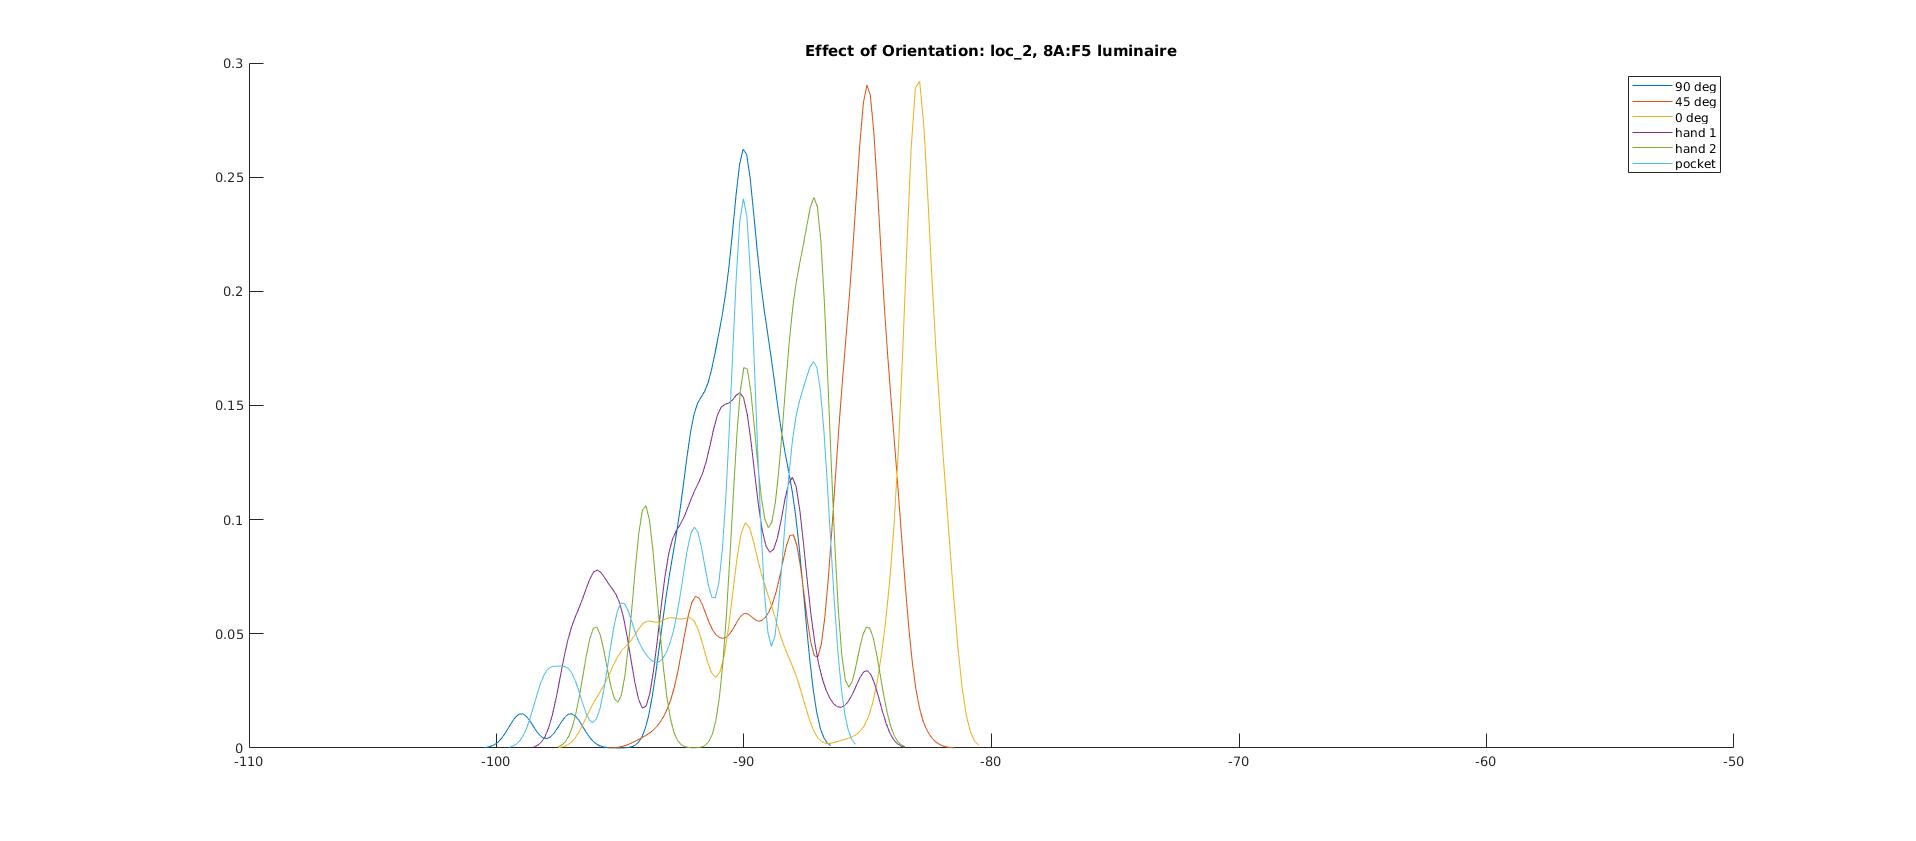 Effect of Orientation: loc_2, 8A:F5 luminaire
0.3
0.25
0.2
0.15
0.1
0.05
0
-110 -100 -90 -80 -70 -60 -50
90 deg
45 deg
0 deg
hand 1
hand 2
pocket